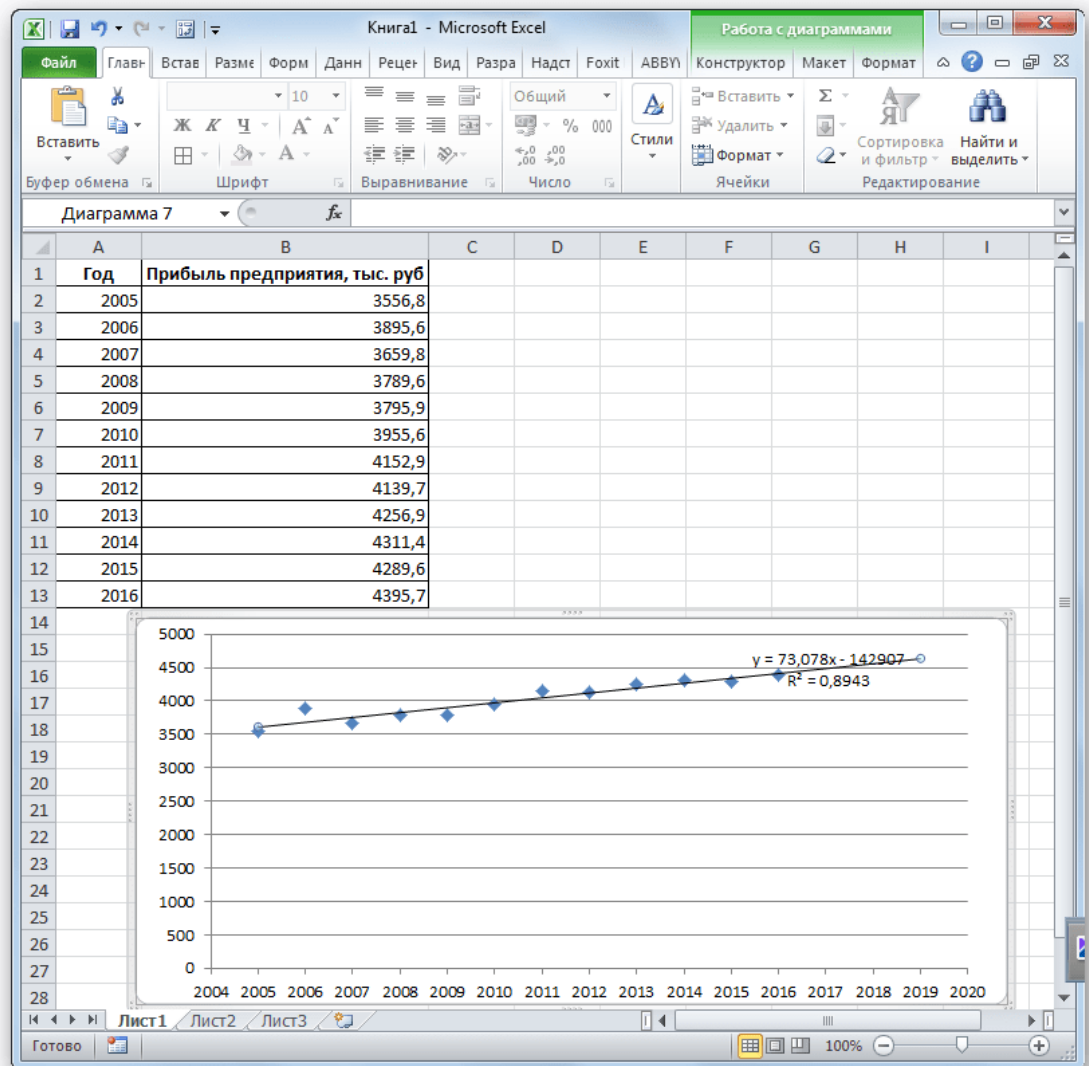 Книга1 - Microsoft Excel
Работа с диаграммами
Файл Главн Встав Разме Форм Данн Рецен Вид Разра Надст Foxit ABBY Конструктор Макет Формат
Вставить
Буфер обмена
10
Ж К Ч А А
А
Шрифт
Выравнивание
Общий
% 000
,0 ,00
,00 ,0
Число
А
Стили
Вставить
Удалить
Формат
Ячейки
Σ
Сортировка и фильтр
Найти и выделить
Редактирование
Диаграмма 7 fx
A B C D E F G H I
1 Год Прибыль предприятия, тыс. руб
2 2005 3556,8
3 2006 3895,6
4 2007 3659,8
5 2008 3789,6
6 2009 3795,9
7 2010 3955,6
8 2011 4152,9
9 2012 4139,7
10 2013 4256,9
11 2014 4311,4
12 2015 4289,6
13 2016 4395,7
14
15
16
17
18
19
20
21
22
23
24
25
26
27
28
5000
4500
4000
3500
3000
2500
2000
1500
1000
500
0
y = 73,078x - 142907
R² = 0,8943
2004 2005 2006 2007 2008 2009 2010 2011 2012 2013 2014 2015 2016 2017 2018 2019 2020
Лист1 Лист2 Лист3
Готово 100%